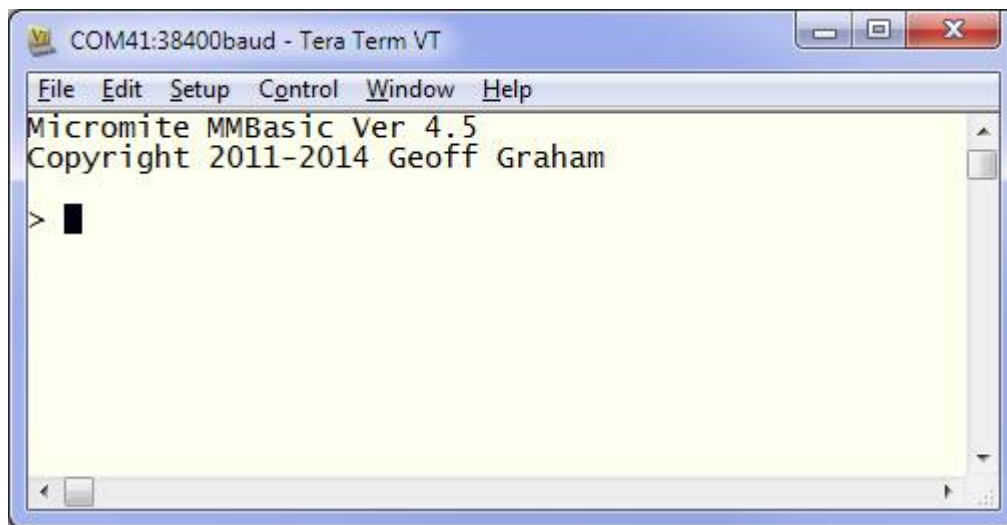 COM41:38400baud - Tera Term VT
File Edit Setup Control Window Help
Micromite MMBasic Ver 4.5
Copyright 2011-2014 Geoff Graham
>